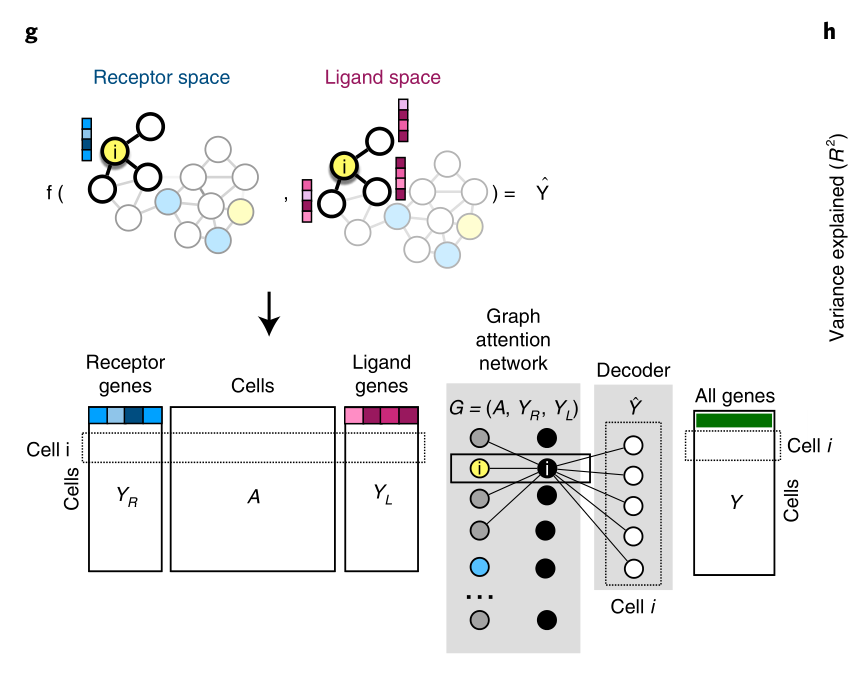 g
h
Receptor space
Ligand space
i
i
f (
,
) =
Ŷ
Variance explained (R²)
Receptor
genes
Cells
Ligand
genes
Graph
attention
network
Decoder
All genes
G = (A, Y_R, Y_L)
Ŷ
Cell i
Cells
Y_R
A
Y_L
i
i
...
Cell i
Y
Cell i
Cells